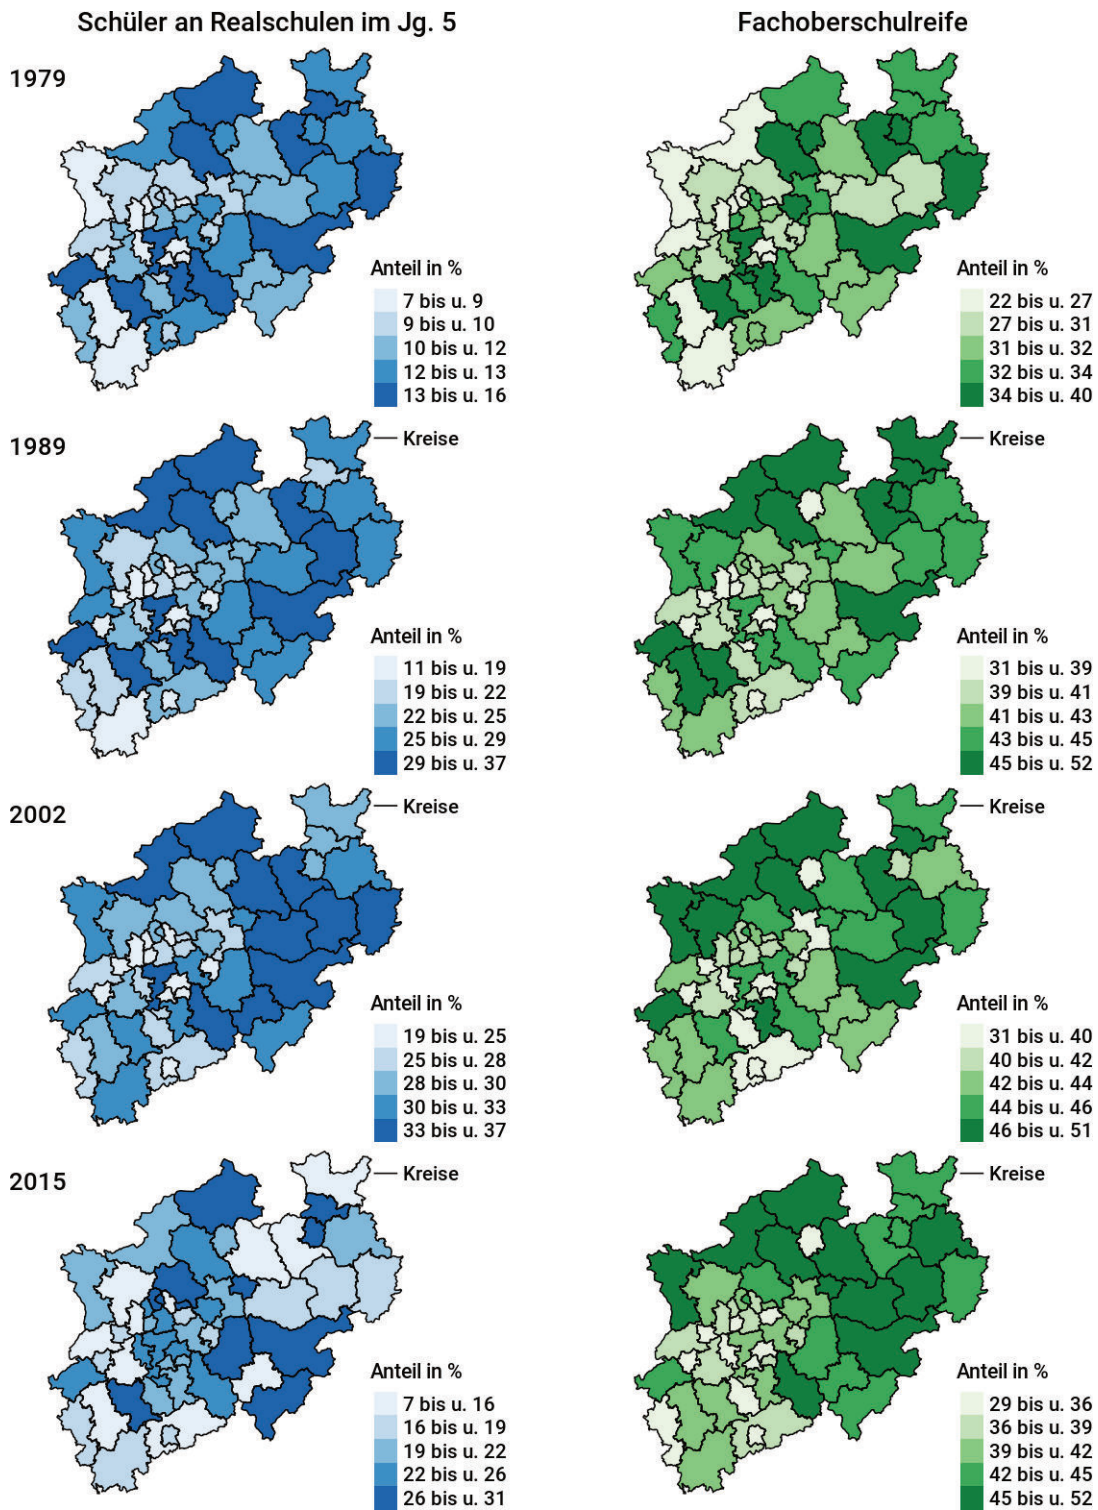 Schüler an Realschulen im Jg. 5
Fachoberschulreife
1979
Anteil in %
7 bis u. 9
9 bis u. 10
10 bis u. 12
12 bis u. 13
13 bis u. 16
Anteil in %
22 bis u. 27
27 bis u. 31
31 bis u. 32
32 bis u. 34
34 bis u. 40
1989
Kreise
Kreise
Anteil in %
11 bis u. 19
19 bis u. 22
22 bis u. 25
25 bis u. 29
29 bis u. 37
Anteil in %
31 bis u. 39
39 bis u. 41
41 bis u. 43
43 bis u. 45
45 bis u. 52
2002
Kreise
Kreise
Anteil in %
19 bis u. 25
25 bis u. 28
28 bis u. 30
30 bis u. 33
33 bis u. 37
Anteil in %
31 bis u. 40
40 bis u. 42
42 bis u. 44
44 bis u. 46
46 bis u. 51
2015
Kreise
Kreise
Anteil in %
7 bis u. 16
16 bis u. 19
19 bis u. 22
22 bis u. 26
26 bis u. 31
Anteil in %
29 bis u. 36
36 bis u. 39
39 bis u. 42
42 bis u. 45
45 bis u. 52